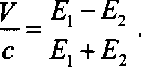 V/c = (E₁ − E₂)/(E₁ + E₂) .